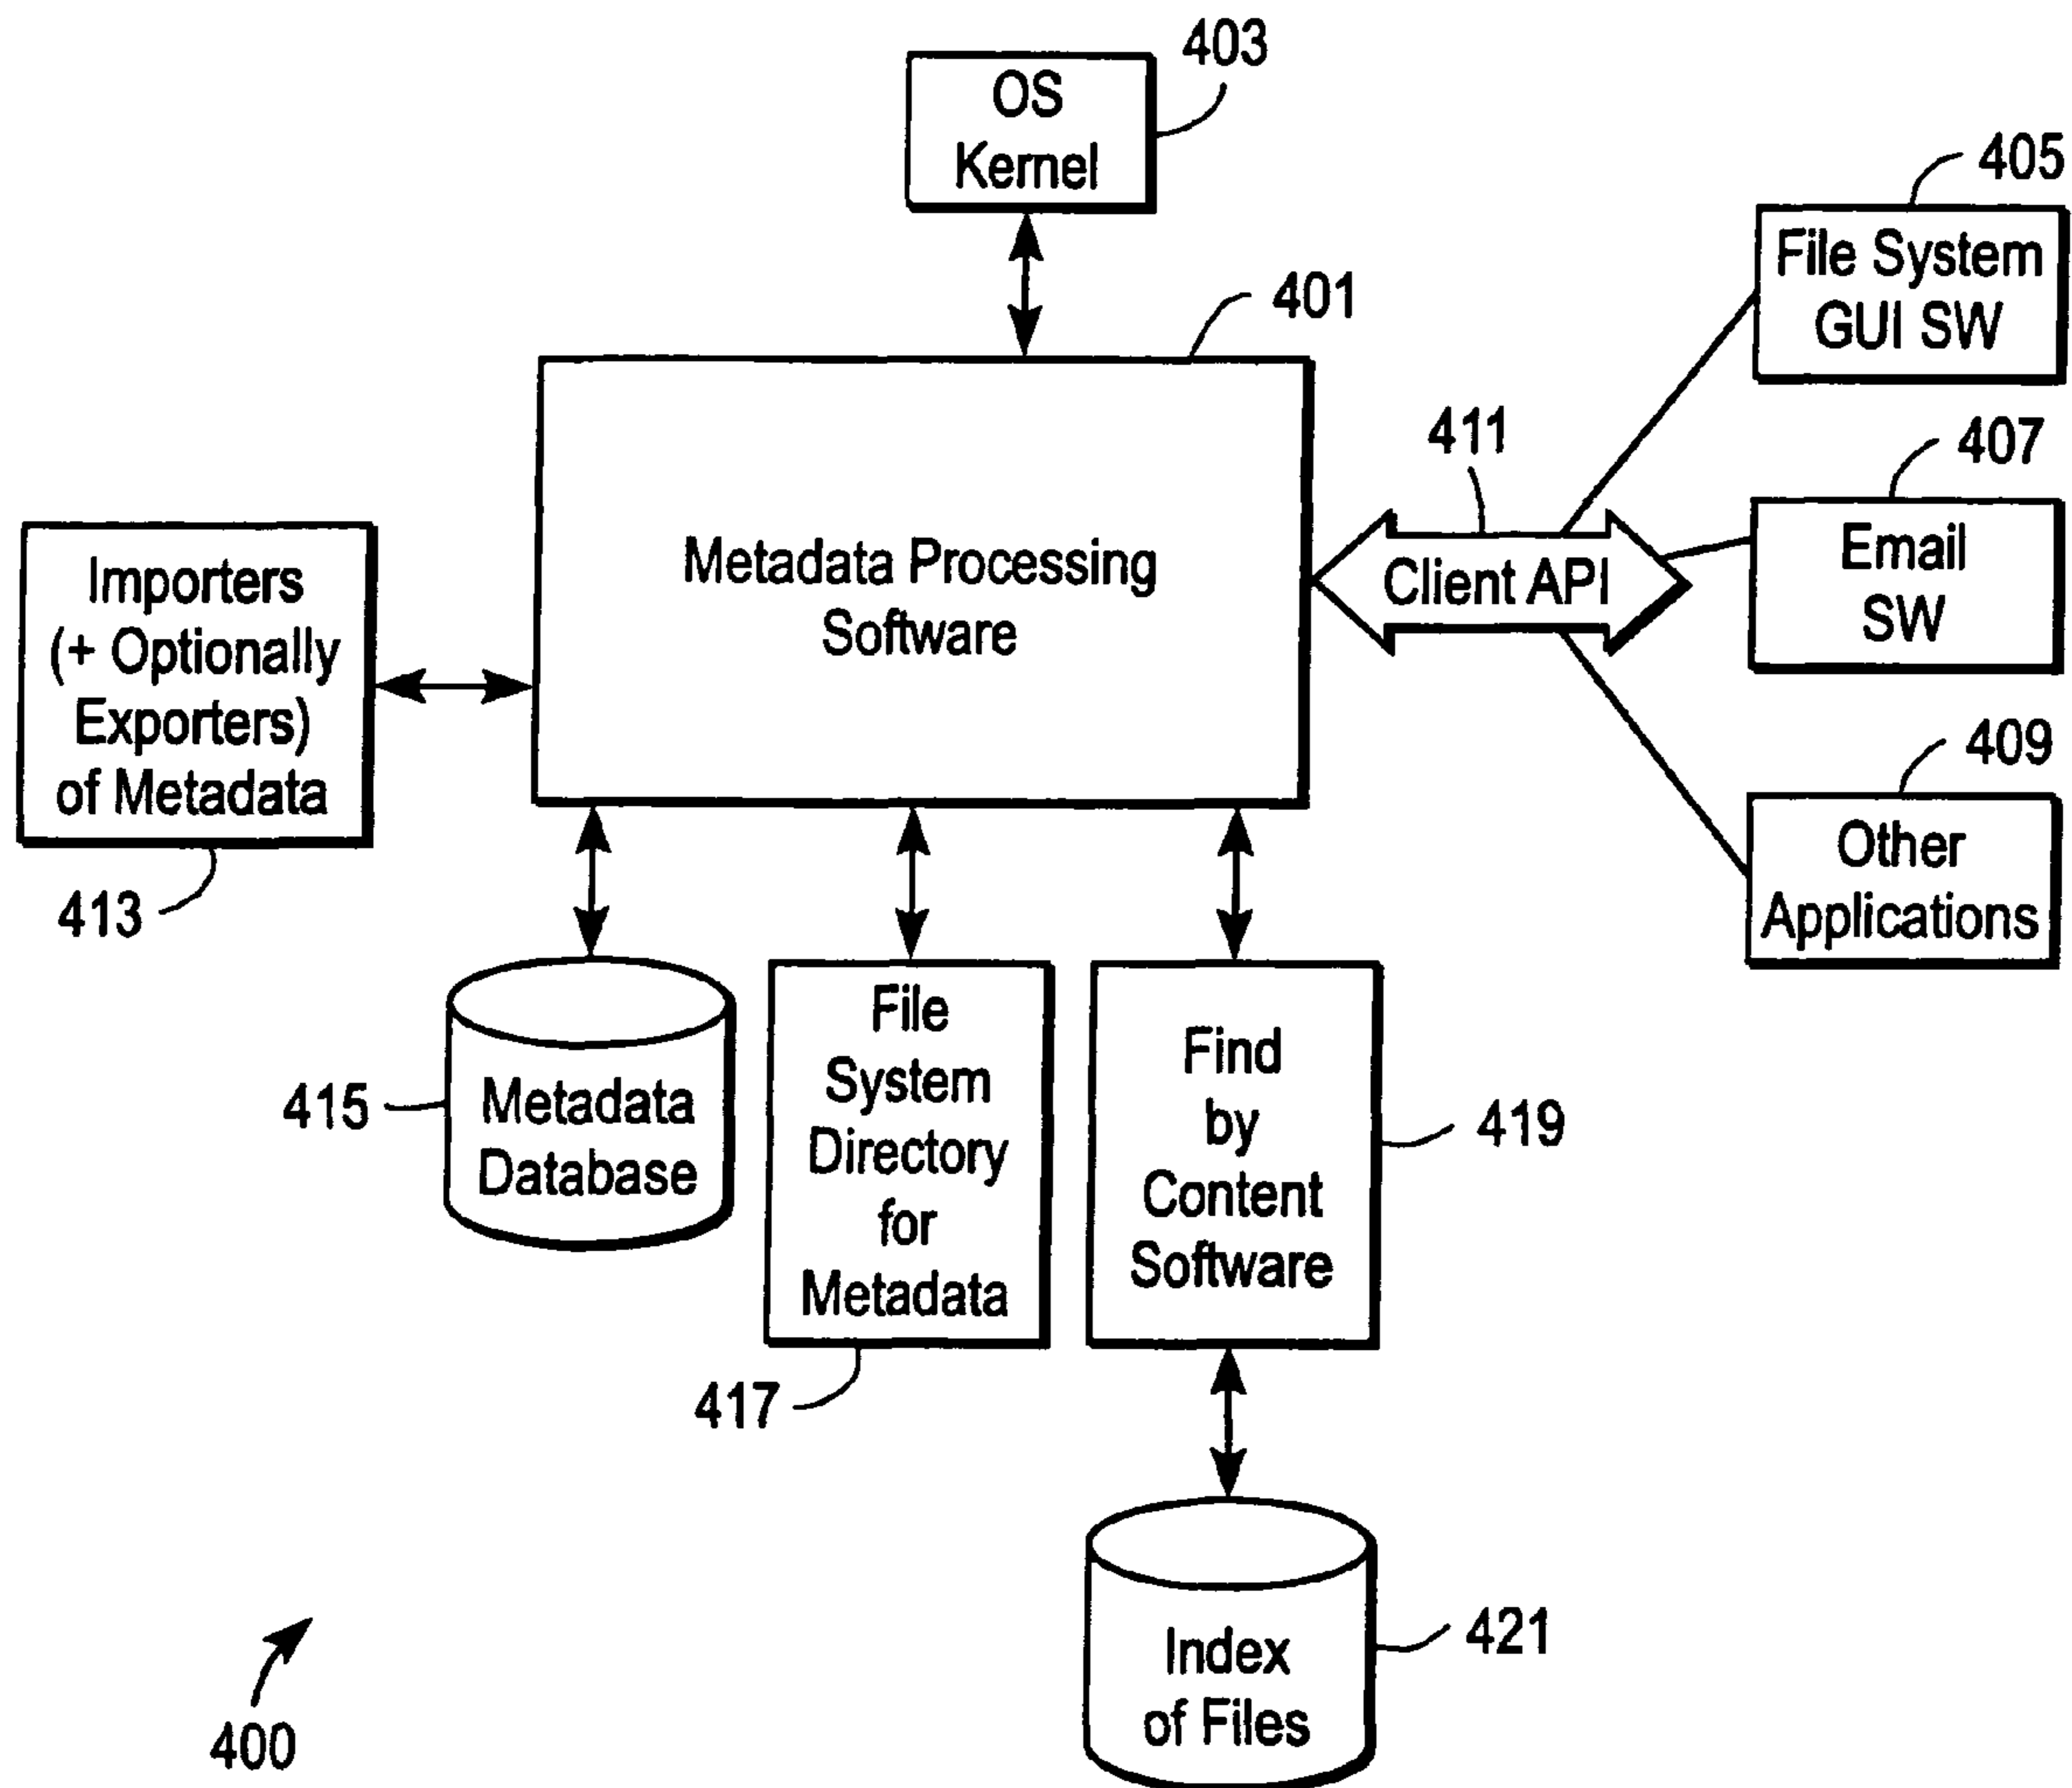 403
OS
Kernel
405
File System
GUI SW
401
411
407
Client API
Email
SW
Metadata Processing
Software
Importers
(+ Optionally
Exporters)
of Metadata
413
409
Other
Applications
415
Metadata
Database
File
System
Directory
for
Metadata
417
Find
by
Content
Software
419
421
Index
of Files
400